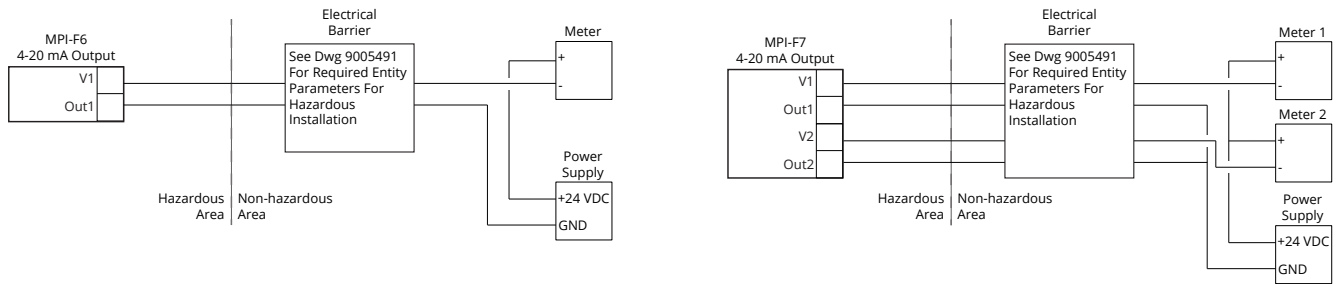 MPI-F6
4-20 mA Output
V1
Out1
Hazardous
Area
Non-hazardous
Area
Electrical
Barrier
See Dwg 9005491
For Required Entity
Parameters For
Hazardous
Installation
Meter
+
-
Power
Supply
+24 VDC
GND
MPI-F7
4-20 mA Output
V1
Out1
V2
Out2
Hazardous
Area
Non-hazardous
Area
Electrical
Barrier
See Dwg 9005491
For Required Entity
Parameters For
Hazardous
Installation
Meter 1
+
-
Meter 2
+
-
Power
Supply
+24 VDC
GND